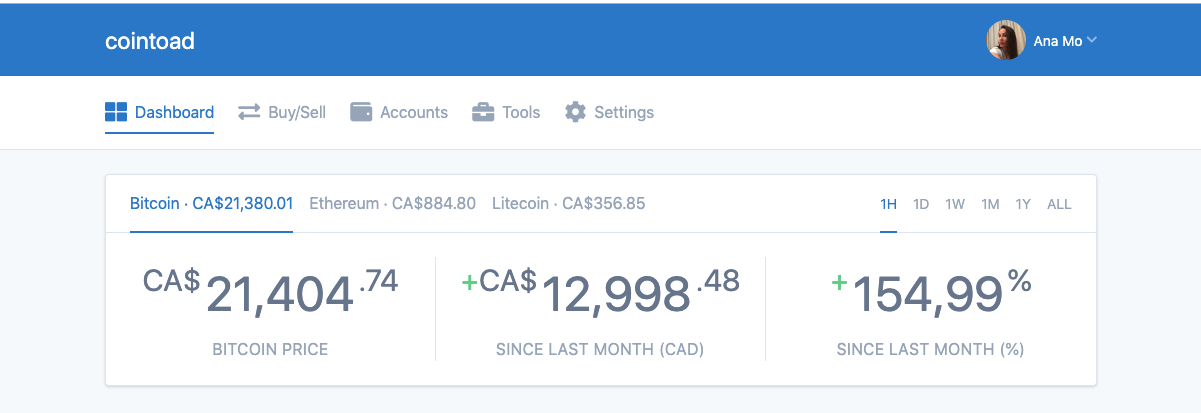 cointoad
Ana Mo
Dashboard Buy/Sell Accounts Tools Settings
Bitcoin · CA$21,380.01 Ethereum · CA$884.80 Litecoin · CA$356.85 1H 1D 1W 1M 1Y ALL
CA$21,404.74 +CA$12,998.48 +154,99%
BITCOIN PRICE SINCE LAST MONTH (CAD) SINCE LAST MONTH (%)